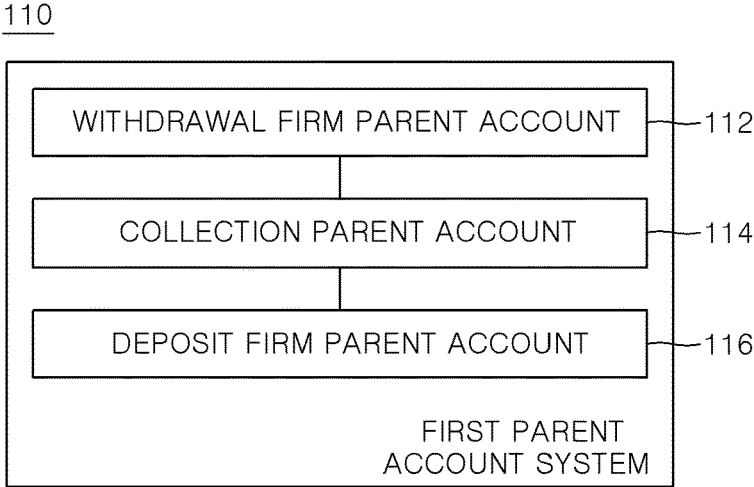 110
WITHDRAWAL FIRM PARENT ACCOUNT
112
COLLECTION PARENT ACCOUNT
114
DEPOSIT FIRM PARENT ACCOUNT
116
FIRST PARENT
ACCOUNT SYSTEM